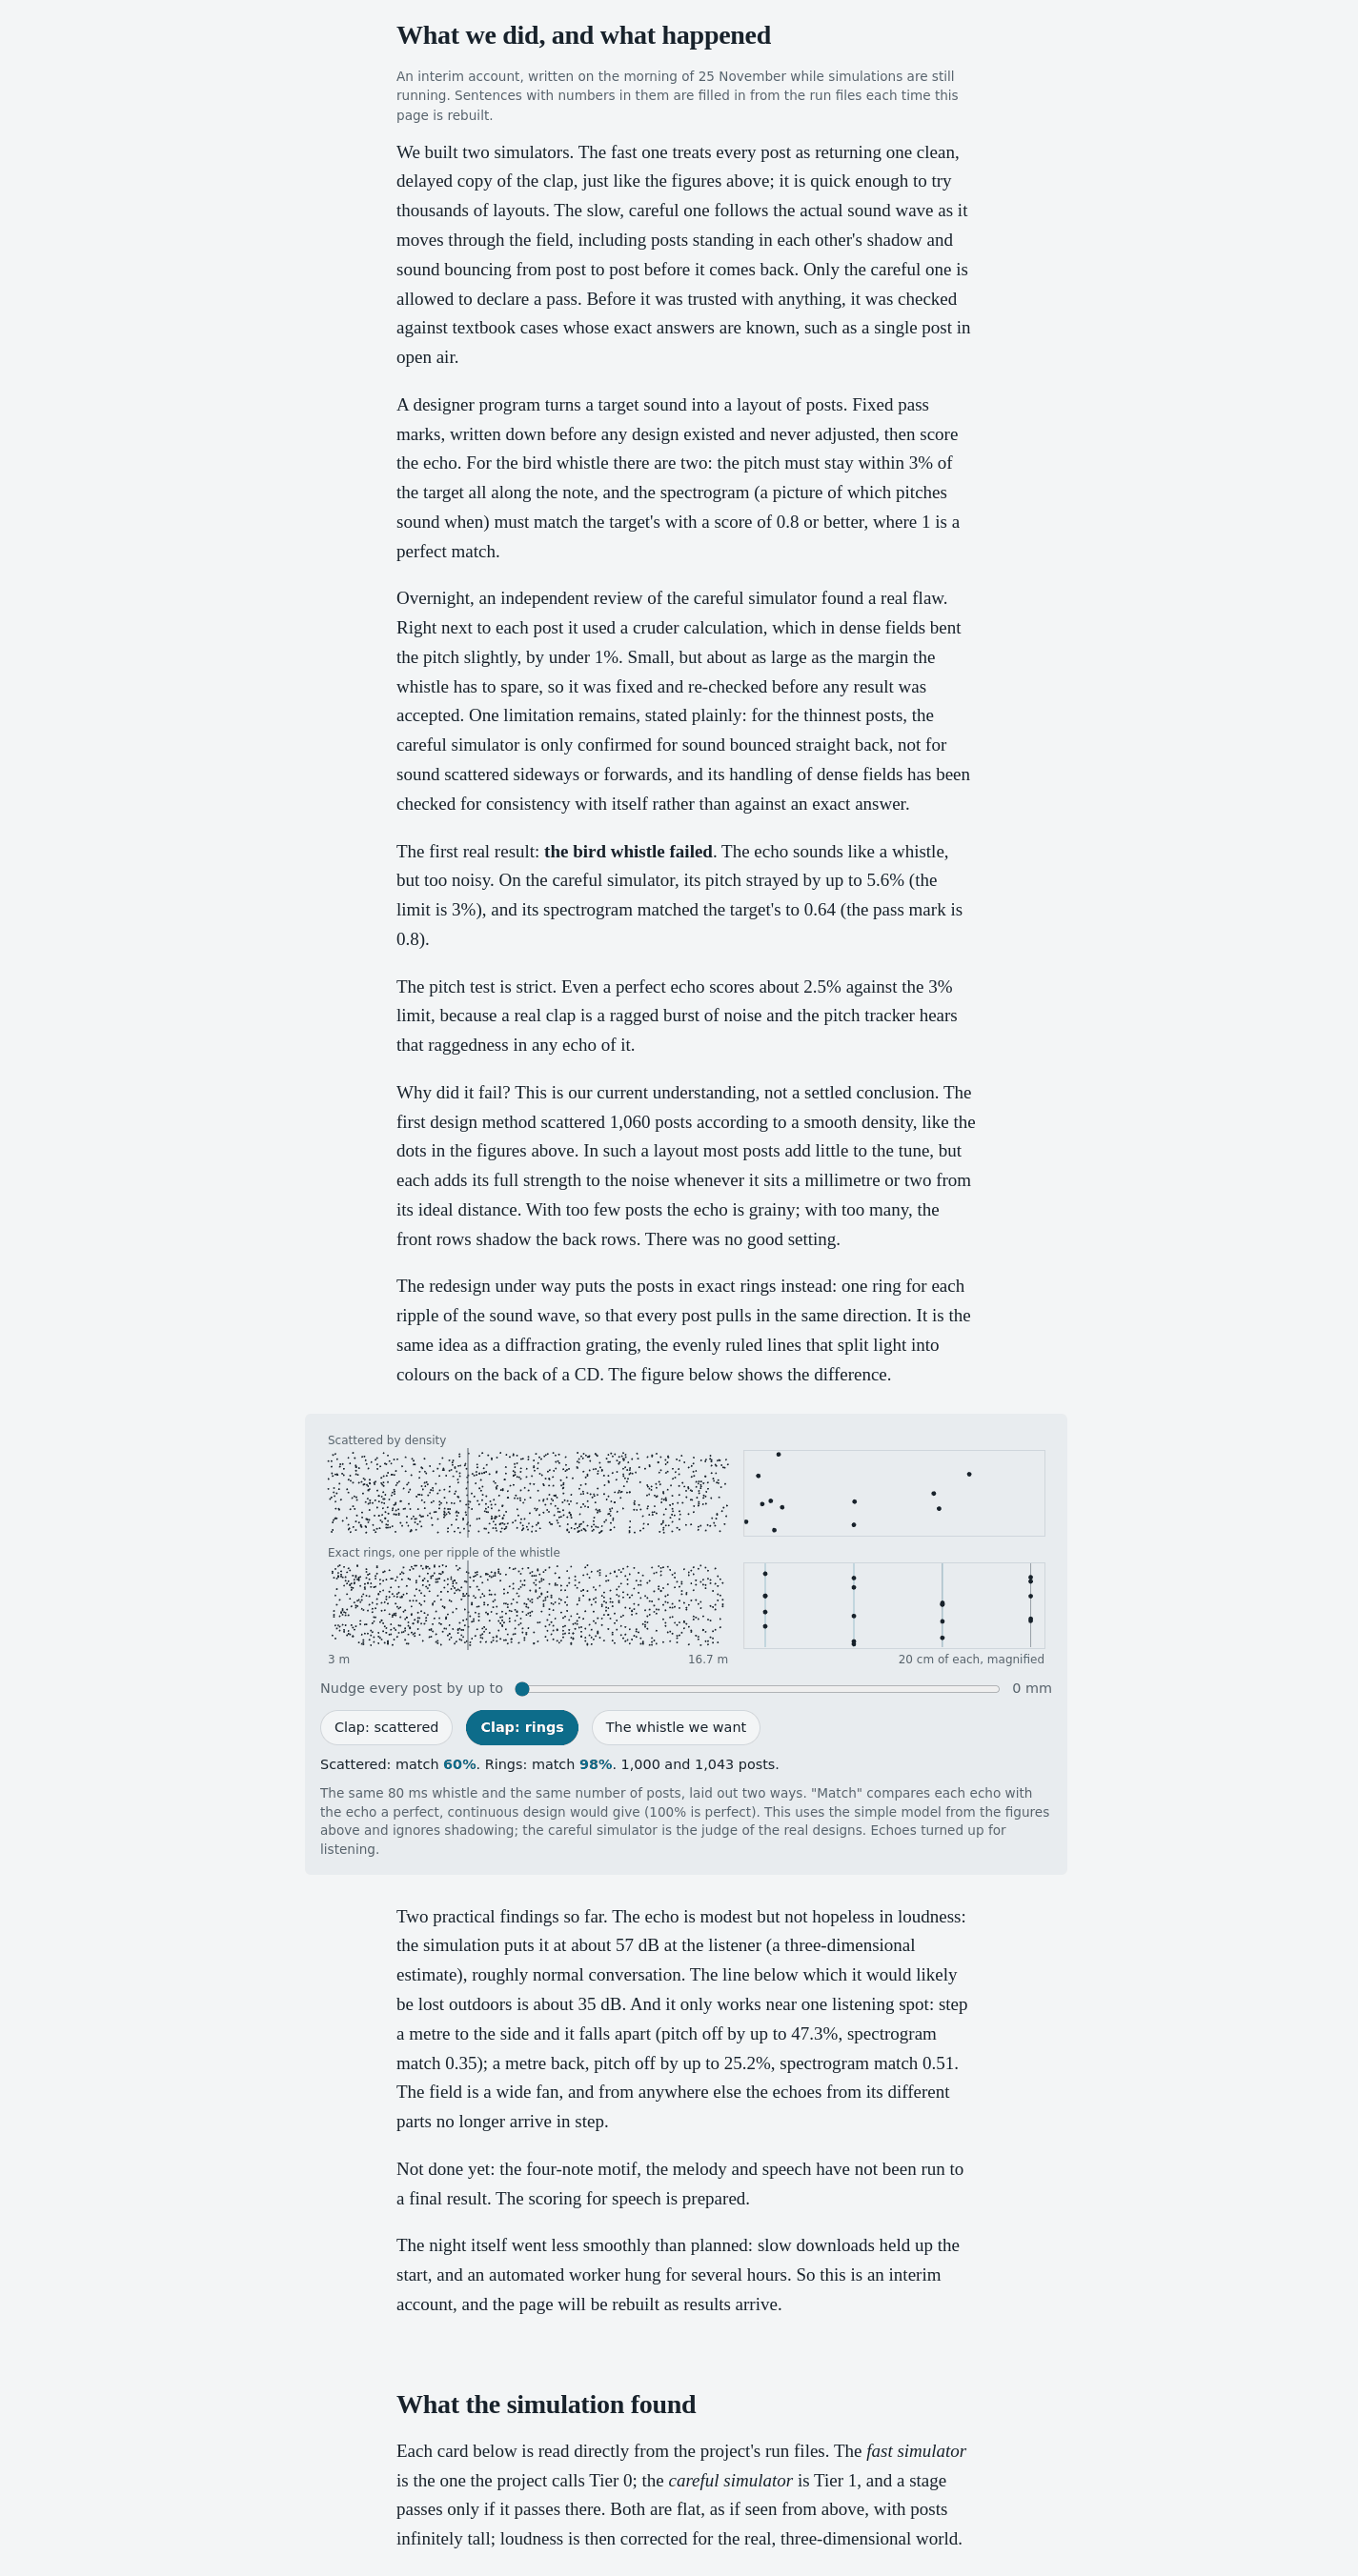 What we did, and what happened
An interim account, written on the morning of 25 November while simulations are still
running. Sentences with numbers in them are filled in from the run files each time this
page is rebuilt.
We built two simulators. The fast one treats every post as returning one clean,
delayed copy of the clap, just like the figures above; it is quick enough to try
thousands of layouts. The slow, careful one follows the actual sound wave as it
moves through the field, including posts standing in each other's shadow and
sound bouncing from post to post before it comes back. Only the careful one is
allowed to declare a pass. Before it was trusted with anything, it was checked
against textbook cases whose exact answers are known, such as a single post in
open air.
A designer program turns a target sound into a layout of posts. Fixed pass
marks, written down before any design existed and never adjusted, then score
the echo. For the bird whistle there are two: the pitch must stay within 3% of
the target all along the note, and the spectrogram (a picture of which pitches
sound when) must match the target's with a score of 0.8 or better, where 1 is a
perfect match.
Overnight, an independent review of the careful simulator found a real flaw.
Right next to each post it used a cruder calculation, which in dense fields bent
the pitch slightly, by under 1%. Small, but about as large as the margin the
whistle has to spare, so it was fixed and re-checked before any result was
accepted. One limitation remains, stated plainly: for the thinnest posts, the
careful simulator is only confirmed for sound bounced straight back, not for
sound scattered sideways or forwards, and its handling of dense fields has been
checked for consistency with itself rather than against an exact answer.
The first real result: the bird whistle failed. The echo sounds like a whistle,
but too noisy. On the careful simulator, its pitch strayed by up to 5.6% (the
limit is 3%), and its spectrogram matched the target's to 0.64 (the pass mark is
0.8).
The pitch test is strict. Even a perfect echo scores about 2.5% against the 3%
limit, because a real clap is a ragged burst of noise and the pitch tracker hears
that raggedness in any echo of it.
Why did it fail? This is our current understanding, not a settled conclusion. The
first design method scattered 1,060 posts according to a smooth density, like the
dots in the figures above. In such a layout most posts add little to the tune, but
each adds its full strength to the noise whenever it sits a millimetre or two from
its ideal distance. With too few posts the echo is grainy; with too many, the
front rows shadow the back rows. There was no good setting.
The redesign under way puts the posts in exact rings instead: one ring for each
ripple of the sound wave, so that every post pulls in the same direction. It is the
same idea as a diffraction grating, the evenly ruled lines that split light into
colours on the back of a CD. The figure below shows the difference.
Scattered by density
Exact rings, one per ripple of the whistle
3 m 16.7 m 20 cm of each, magnified
Nudge every post by up to 0 mm
Clap: scattered Clap: rings The whistle we want
Scattered: match 60%. Rings: match 98%. 1,000 and 1,043 posts.
The same 80 ms whistle and the same number of posts, laid out two ways. "Match" compares each echo with
the echo a perfect, continuous design would give (100% is perfect). This uses the simple model from the figures
above and ignores shadowing; the careful simulator is the judge of the real designs. Echoes turned up for
listening.
Two practical findings so far. The echo is modest but not hopeless in loudness:
the simulation puts it at about 57 dB at the listener (a three-dimensional
estimate), roughly normal conversation. The line below which it would likely
be lost outdoors is about 35 dB. And it only works near one listening spot: step
a metre to the side and it falls apart (pitch off by up to 47.3%, spectrogram
match 0.35); a metre back, pitch off by up to 25.2%, spectrogram match 0.51.
The field is a wide fan, and from anywhere else the echoes from its different
parts no longer arrive in step.
Not done yet: the four-note motif, the melody and speech have not been run to
a final result. The scoring for speech is prepared.
The night itself went less smoothly than planned: slow downloads held up the
start, and an automated worker hung for several hours. So this is an interim
account, and the page will be rebuilt as results arrive.
What the simulation found
Each card below is read directly from the project's run files. The fast simulator
is the one the project calls Tier 0; the careful simulator is Tier 1, and a stage
passes only if it passes there. Both are flat, as if seen from above, with posts
infinitely tall; loudness is then corrected for the real, three-dimensional world.